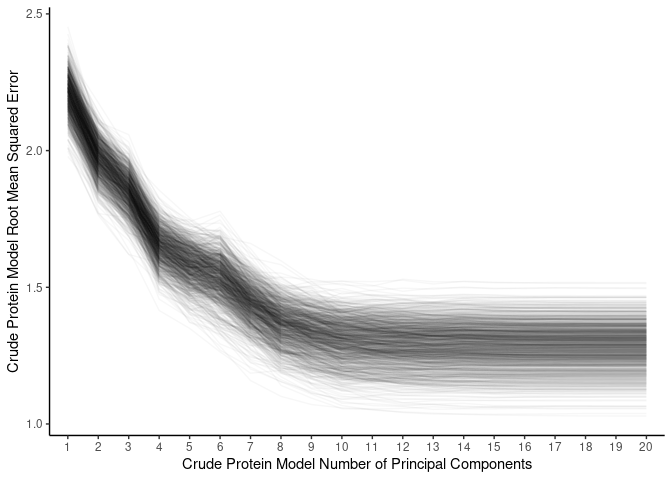 Crude Protein Model Root Mean Squared Error
2.5
2.0
1.5
1.0
1 2 3 4 5 6 7 8 9 10 11 12 13 14 15 16 17 18 19 20
Crude Protein Model Number of Principal Components